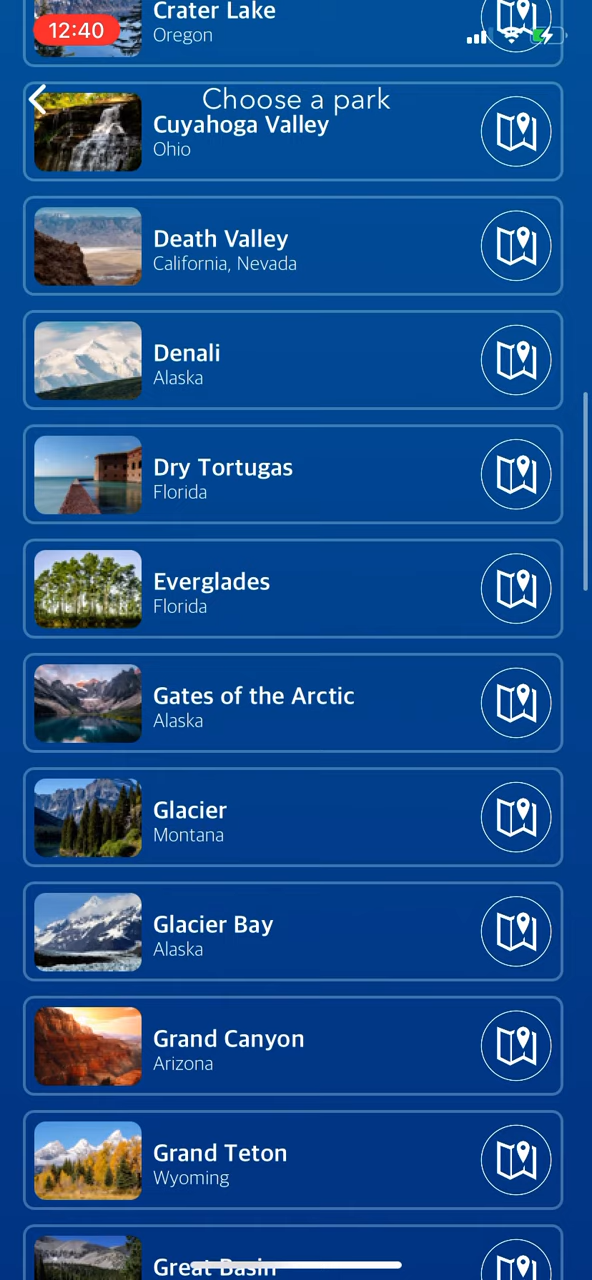 Crater Lake
12:40
Oregon
Choose a park
Cuyahoga Valley
Ohio
Death Valley
California, Nevada
Denali
Alaska
Dry Tortugas
Florida
Everglades
Florida
Gates of the Arctic
Alaska
Glacier
Montana
Glacier Bay
Alaska
Grand Canyon
Arizona
Grand Teton
Wyoming
Great Basin